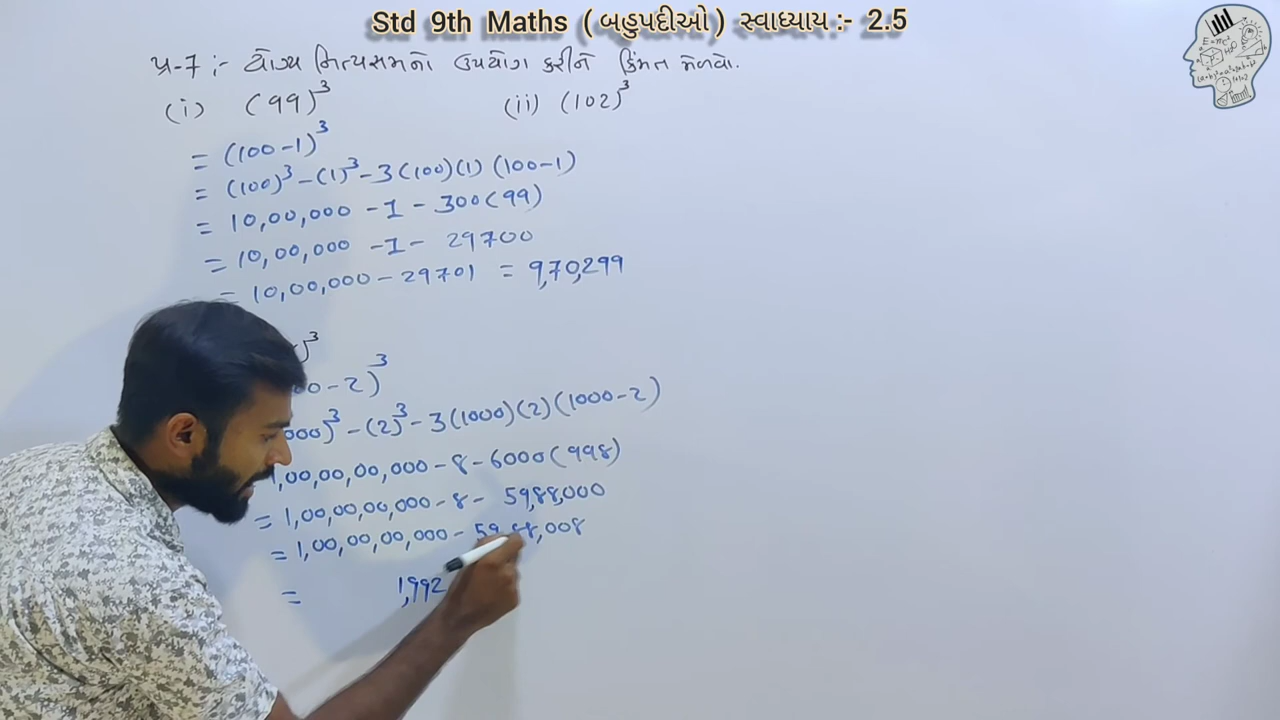 Std 9th Maths (બહુપદીઓ) સ્વાધ્યાય :- 2.5
પ્ર-7 :- યોગ્ય નિત્યસમનો ઉપયોગ કરીને કિંમત મેળવો.
(i) (99)³ (ii) (102)³
= (100-1)³
= (100)³ - (1)³ - 3(100)(1)(100-1)
= 10,00,000 - 1 - 300(99)
= 10,00,000 - 1 - 29700
= 10,00,000 - 29701 = 9,70,299
)³
00-2)³
000)³ - (2)³ - 3(1000)(2)(1000-2)
1,00,00,00,000 - 8 - 6000(998)
= 1,00,00,00,000 - 8 - 59,88,000
= 1,00,00,00,000 - 59,88,008
= 1,992